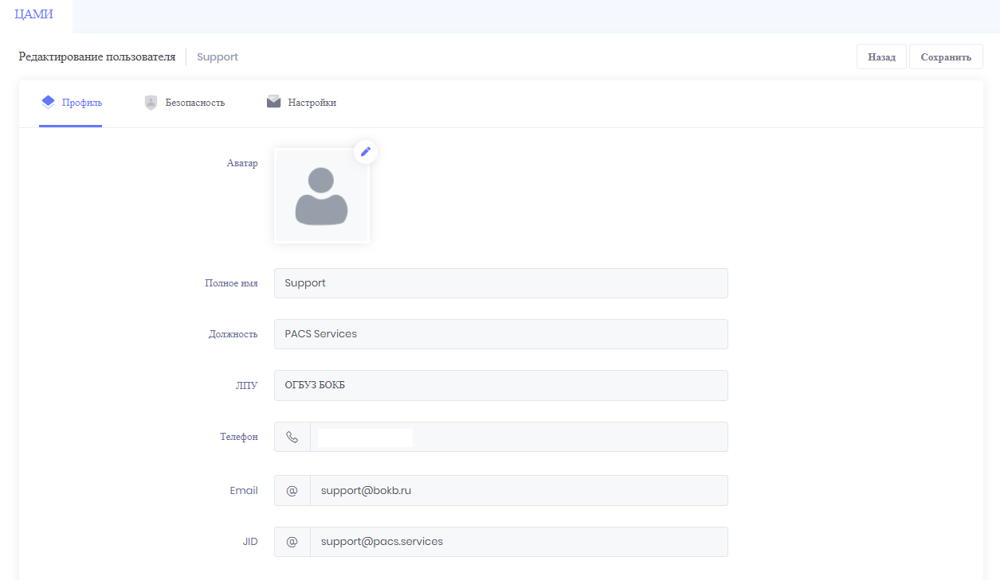 ЦАМИ
Редактирование пользователя Support Назад Сохранить
Профиль Безопасность Настройки
Аватар
Полное имя Support
Должность PACS Services
ЛПУ ОГБУЗ БОКБ
Телефон
Email @ support@bokb.ru
JID @ support@pacs.services